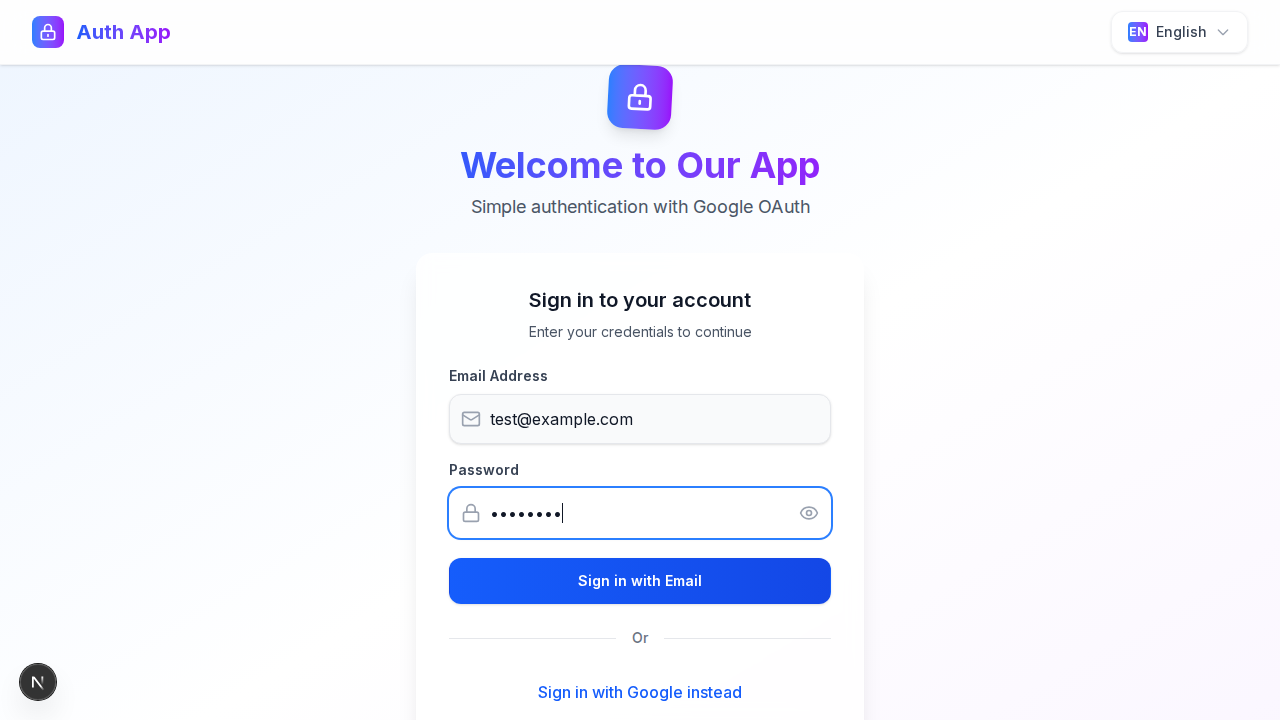 Auth App
EN English
Welcome to Our App
Simple authentication with Google OAuth
Sign in to your account
Enter your credentials to continue
Email Address
test@example.com
Password
••••••••
Sign in with Email
Or
Sign in with Google instead
N